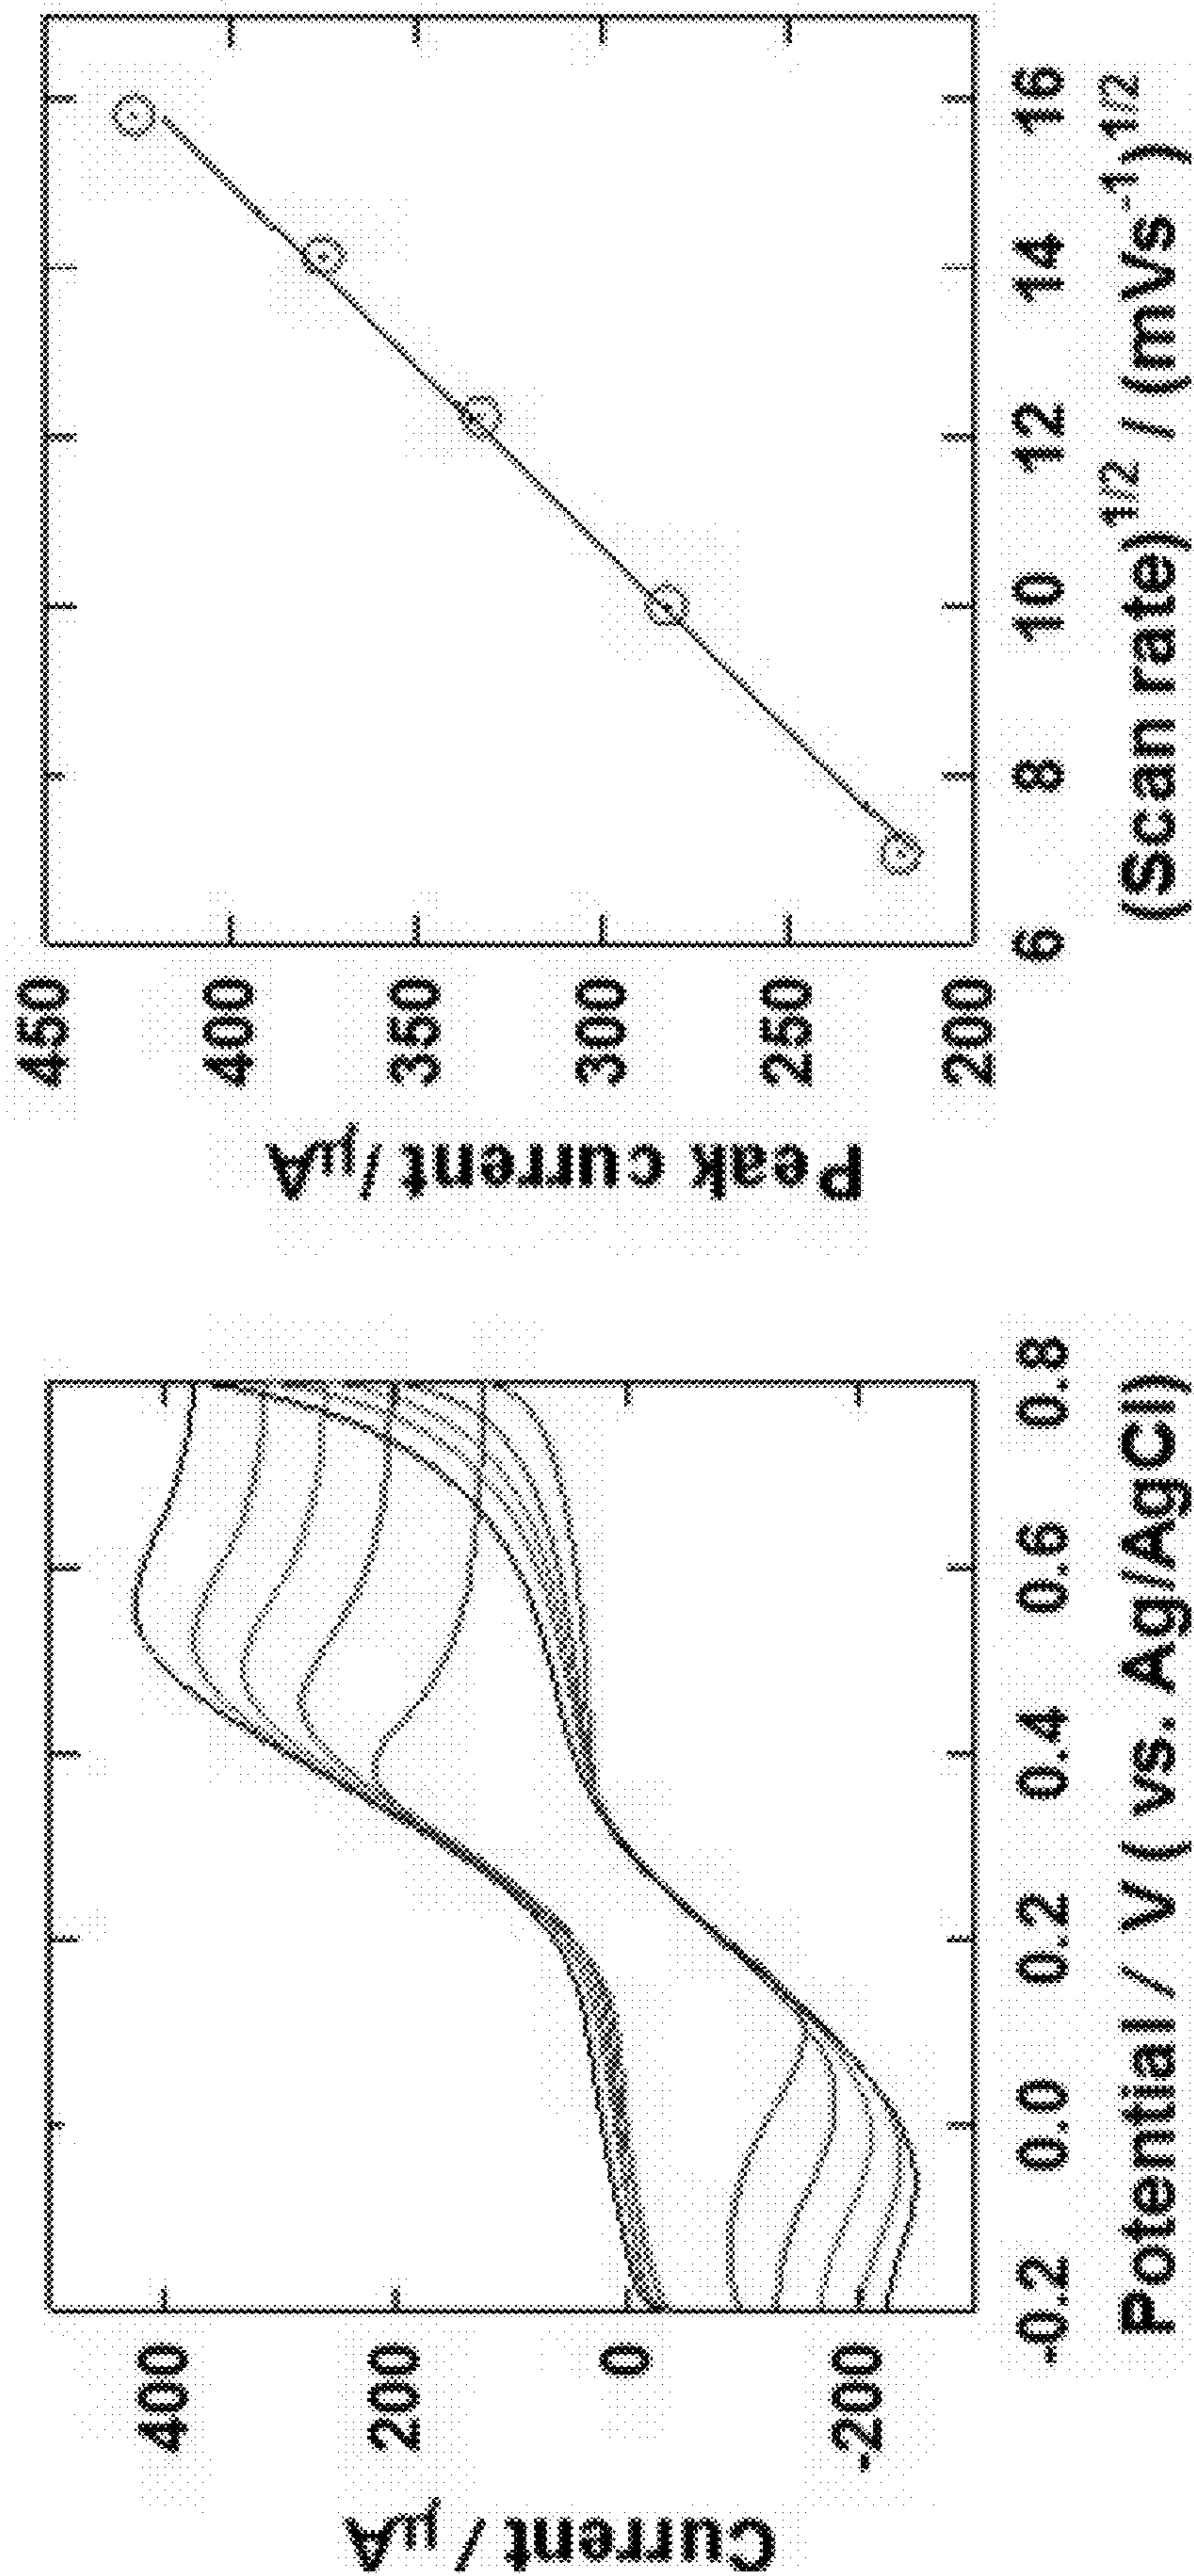 Current / μA
400
200
0
-200
-0.2 0.0 0.2 0.4 0.6 0.8
Potential / V ( vs. Ag/AgCl)
Peak current / μA
450
400
350
300
250
200
6 8 10 12 14 16
(Scan rate)^1/2 / (mVs^-1)^1/2